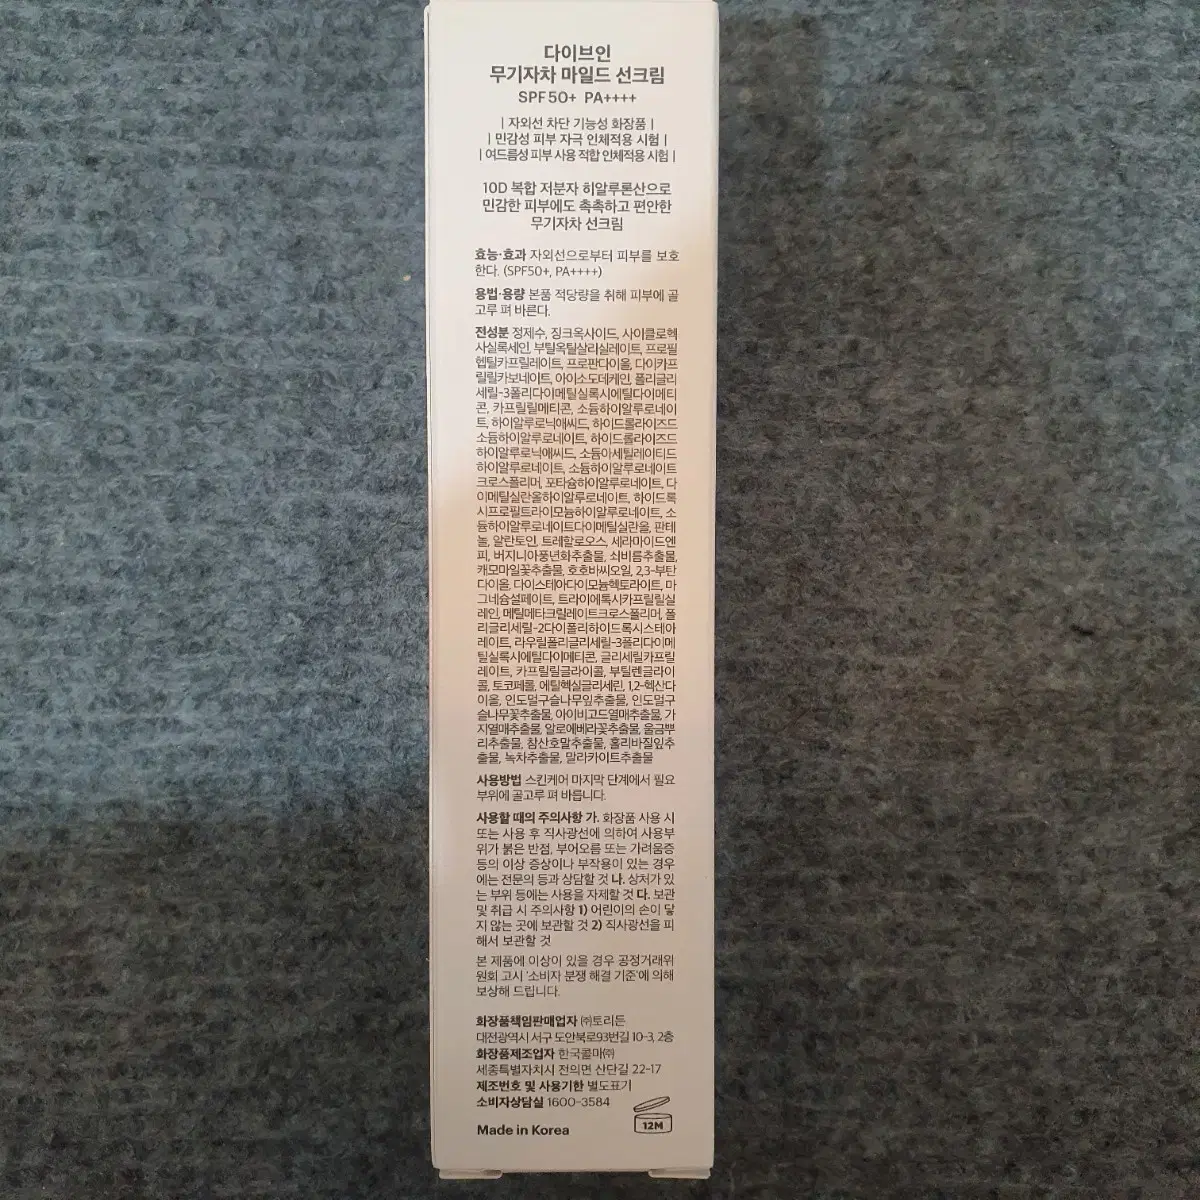 다이브인
무기자차 마일드 선크림
SPF50+ PA++++
| 자외선 차단 기능성 화장품 |
| 민감성 피부 자극 인체적용 시험 |
| 여드름성 피부 사용 적합 인체적용 시험 |
10D 복합 저분자 히알루론산으로
민감한 피부에도 촉촉하고 편안한
무기자차 선크림
효능·효과 자외선으로부터 피부를 보호
한다. (SPF50+, PA++++)
용법·용량 본품 적당량을 취해 피부에 골
고루 펴 바른다.
전성분 정제수, 징크옥사이드, 사이클로헥
사실록세인, 부틸옥틸살리실레이트, 프로필
헵틸카프릴레이트, 프로판다이올, 다이카프
릴릴카보네이트, 아이소도데케인, 폴리글리
세릴-3폴리다이메틸실록시에틸다이메티
콘, 카프릴릴메티콘, 소듐하이알루로네이
트, 하이알루로닉애씨드, 하이드롤라이즈드
소듐하이알루로네이트, 하이드롤라이즈드
하이알루로닉애씨드, 소듐아세틸레이티드
하이알루로네이트, 소듐하이알루로네이트
크로스폴리머, 포타슘하이알루로네이트, 다
이메틸실란올하이알루로네이트, 하이드록
시프로필트라이모늄하이알루로네이트, 소
듐하이알루로네이트다이메틸실란올, 판테
놀, 알란토인, 트레할로오스, 세라마이드엔
피, 버지니아풍년화추출물, 쇠비름추출물,
캐모마일꽃추출물, 호호바씨오일, 2,3-부탄
다이올, 다이스테아다이모늄헥토라이트, 마
그네슘설페이트, 트라이에톡시카프릴릴실
레인, 메틸메타크릴레이트크로스폴리머, 폴
리글리세릴-2다이폴리하이드록시스테아
레이트, 라우릴폴리글리세릴-3폴리다이메
틸실록시에틸다이메티콘, 글리세릴카프릴
레이트, 카프릴릴글라이콜, 부틸렌글라이
콜, 토코페롤, 에틸헥실글리세린, 1,2-헥산다
이올, 인도멀구슬나무잎추출물, 인도멀구
슬나무꽃추출물, 아이비고드열매추출물, 가
지열매추출물, 알로에베라꽃추출물, 울금뿌
리추출물, 참산호말추출물, 홀리바질잎추
출물, 녹차추출물, 말라카이트추출물
사용방법 스킨케어 마지막 단계에서 필요
부위에 골고루 펴 바릅니다.
사용할 때의 주의사항 가. 화장품 사용 시
또는 사용 후 직사광선에 의하여 사용부
위가 붉은 반점, 부어오름 또는 가려움증
등의 이상 증상이나 부작용이 있는 경우
에는 전문의 등과 상담할 것 나. 상처가 있
는 부위 등에는 사용을 자제할 것 다. 보관
및 취급 시 주의사항 1) 어린이의 손이 닿
지 않는 곳에 보관할 것 2) 직사광선을 피
해서 보관할 것
본 제품에 이상이 있을 경우 공정거래위
원회 고시 '소비자 분쟁 해결 기준'에 의해
보상해 드립니다.
화장품책임판매업자 ㈜토리든
대전광역시 서구 도안북로93번길 10-3, 2층
화장품제조업자 한국콜마㈜
세종특별자치시 전의면 산단길 22-17
제조번호 및 사용기한 별도표기
소비자상담실 1600-3584
12M
Made in Korea